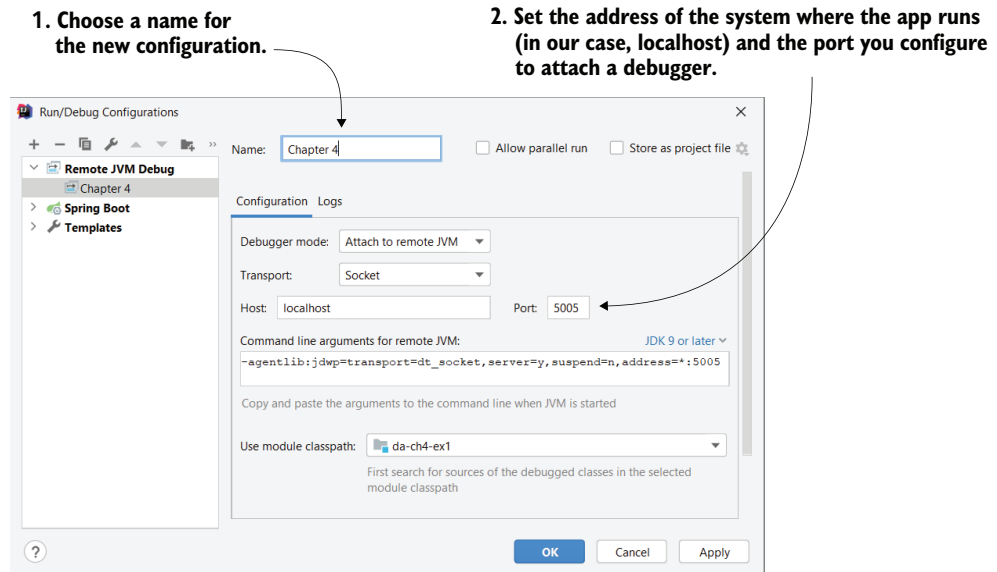 1. Choose a name for
the new configuration.
2. Set the address of the system where the app runs
(in our case, localhost) and the port you configure
to attach a debugger.
Run/Debug Configurations
Name: Chapter 4
Allow parallel run
Store as project file
Remote JVM Debug
Chapter 4
Spring Boot
Templates
Configuration Logs
Debugger mode: Attach to remote JVM
Transport: Socket
Host: localhost Port: 5005
Command line arguments for remote JVM: JDK 9 or later
-agentlib:jdwp=transport=dt_socket,server=y,suspend=n,address=*:5005
Copy and paste the arguments to the command line when JVM is started
Use module classpath: da-ch4-ex1
First search for sources of the debugged classes in the selected
module classpath
? OK Cancel Apply